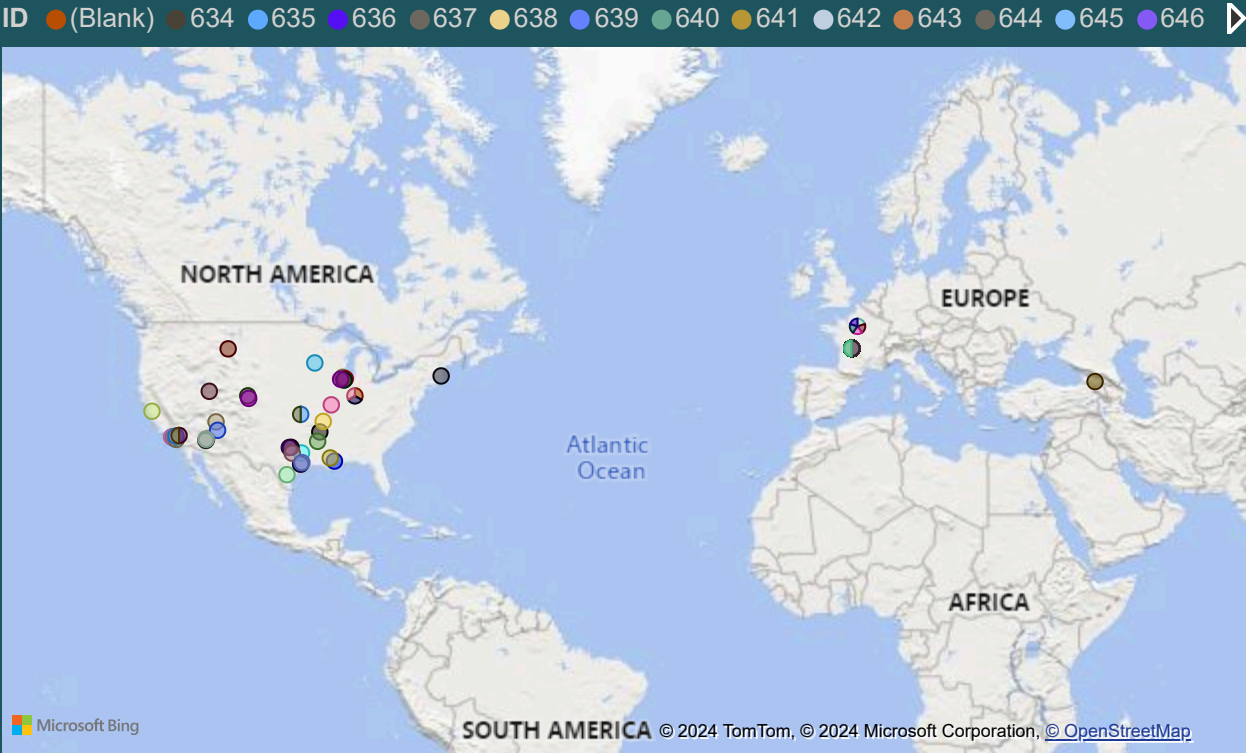 ID (Blank) 634 635 636 637 638 639 640 641 642 643 644 645 646
NORTH AMERICA
EUROPE
Atlantic
Ocean
AFRICA
Microsoft Bing
SOUTH AMERICA
© 2024 TomTom, © 2024 Microsoft Corporation, © OpenStreetMap